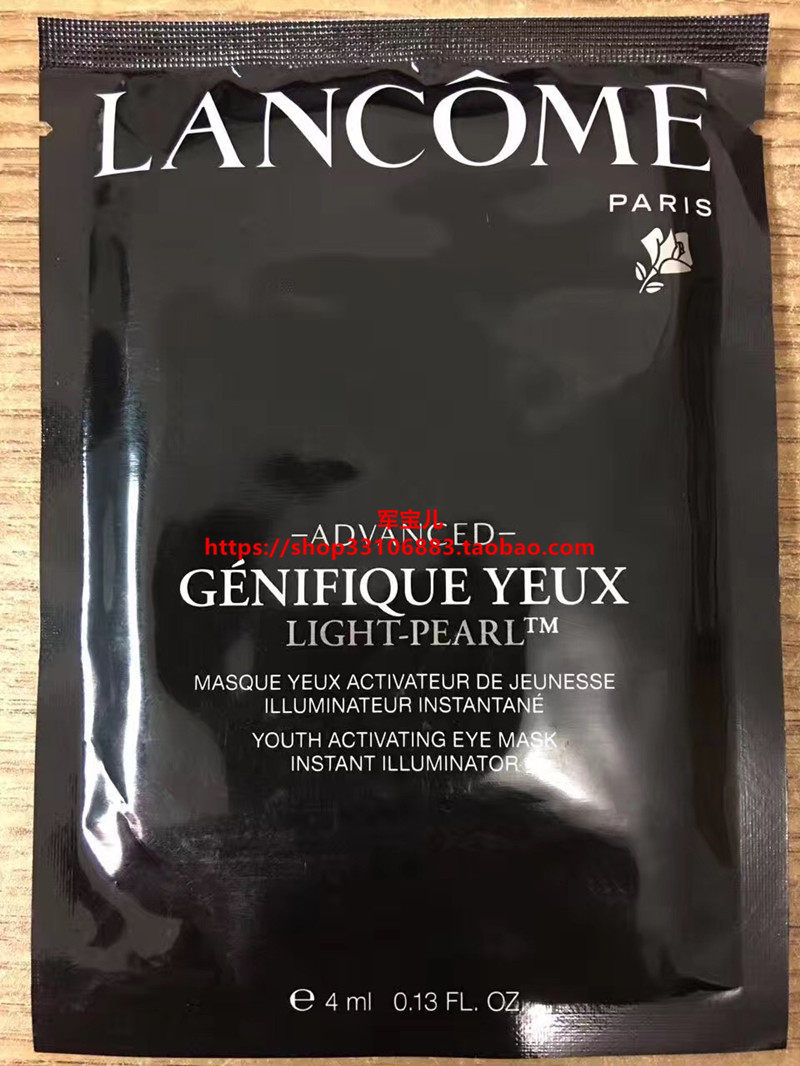 LANCÔME
PARIS
军宝儿
–ADVANCED–
https://shop33106883.taobao.com
GÉNIFIQUE YEUX
LIGHT-PEARL™
MASQUE YEUX ACTIVATEUR DE JEUNESSE
ILLUMINATEUR INSTANTANÉ
YOUTH ACTIVATING EYE MASK
INSTANT ILLUMINATOR
℮ 4 ml 0.13 FL. OZ.